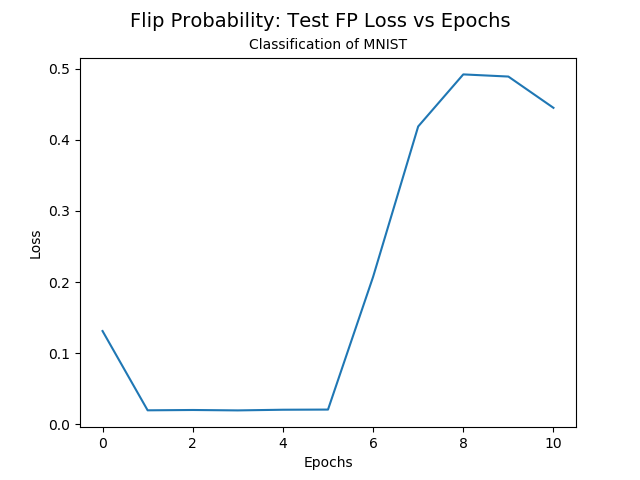 Flip Probability: Test FP Loss vs Epochs
Classification of MNIST
0.5
0.4
0.3
0.2
0.1
0.0
Loss
0 2 4 6 8 10
Epochs